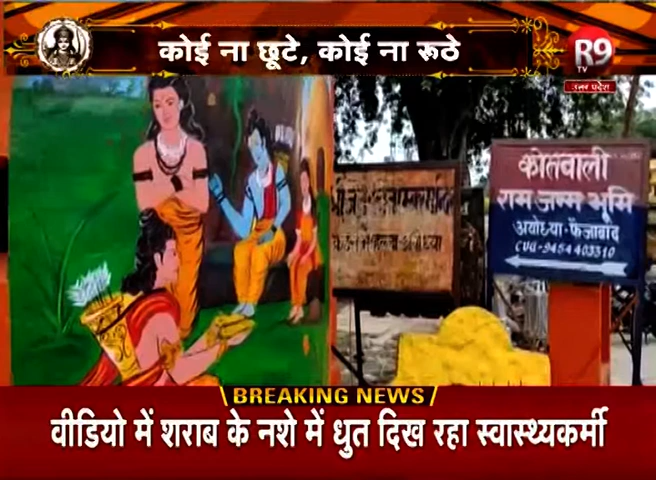 कोई ना छूटे, कोई ना रूठे
R9
TV
उत्तर प्रदेश
कोतवाली
राम जन्म भूमि
अयोध्या-फैजाबाद
CUG-9454403310
BREAKING NEWS
वीडियो में शराब के नशे में धुत दिख रहा स्वास्थ्यकर्मी